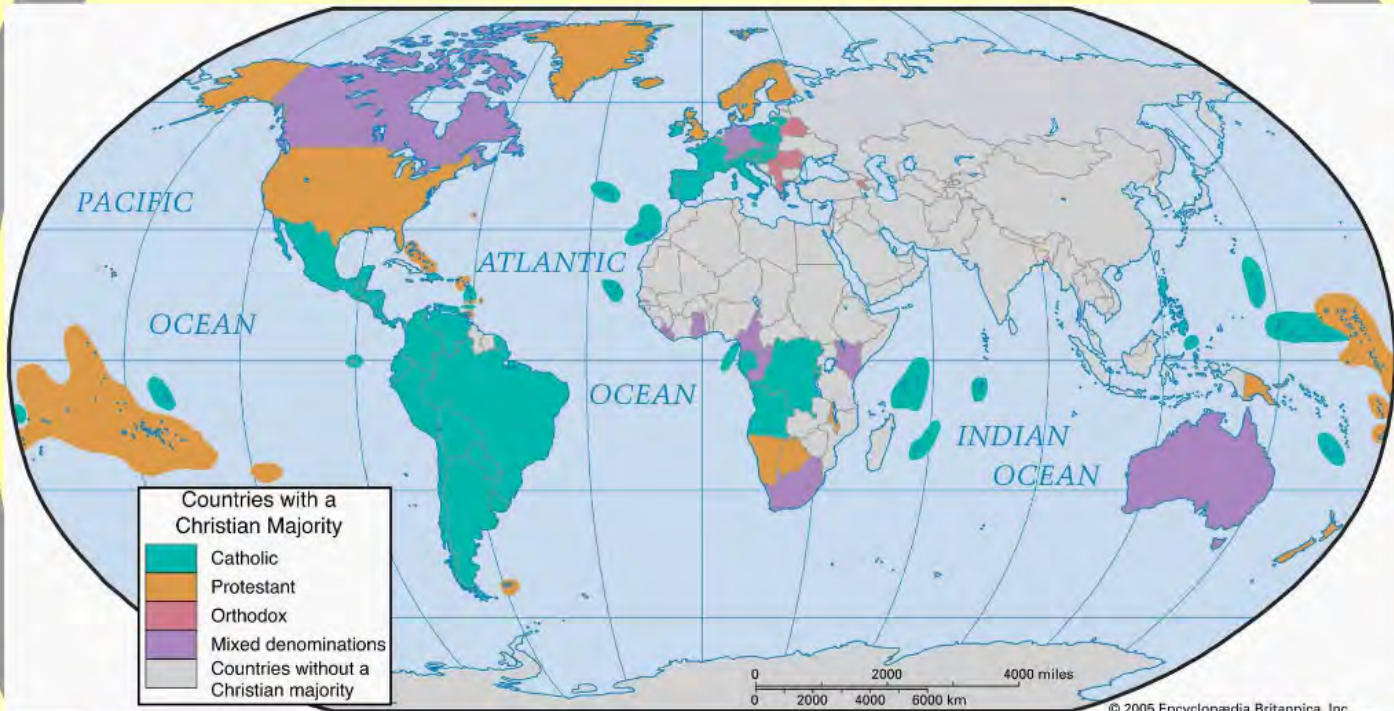 PACIFIC
OCEAN
ATLANTIC
OCEAN
INDIAN
OCEAN
Countries with a
Christian Majority
Catholic
Protestant
Orthodox
Mixed denominations
Countries without a
Christian majority
0 2000 4000 miles
0 2000 4000 6000 km
© 2005 Encyclopædia Britannica, Inc.